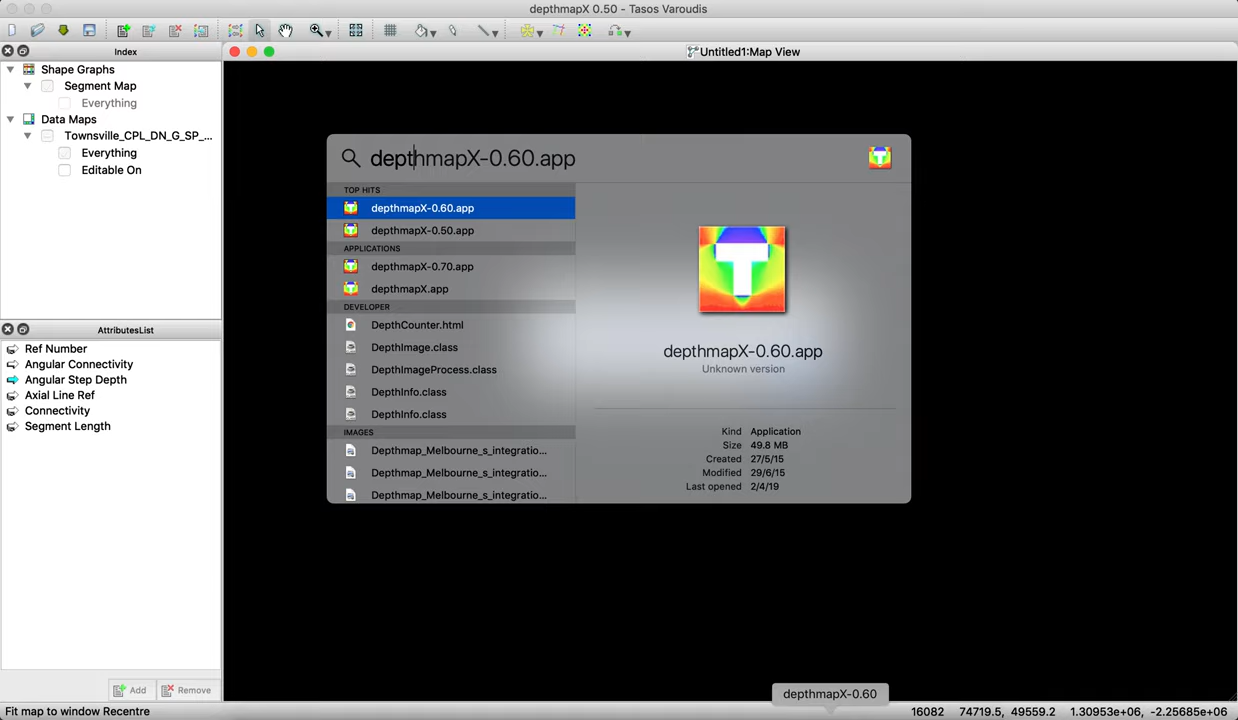 depthmapX 0.50 - Tasos Varoudis
Index
Untitled1:Map View
Shape Graphs
Segment Map
Everything
Data Maps
Townsville_CPL_DN_G_SP_...
Everything
Editable On
AttributesList
Ref Number
Angular Connectivity
Angular Step Depth
Axial Line Ref
Connectivity
Segment Length
Add
Remove
depthmapX-0.60.app
TOP HITS
depthmapX-0.60.app
depthmapX-0.50.app
APPLICATIONS
depthmapX-0.70.app
depthmapX.app
DEVELOPER
DepthCounter.html
DepthImage.class
DepthImageProcess.class
DepthInfo.class
DepthInfo.class
IMAGES
Depthmap_Melbourne_s_integratio...
Depthmap_Melbourne_s_integratio...
Depthmap_Melbourne_s_integratio...
T
depthmapX-0.60.app
Unknown version
Kind Application
Size 49.8 MB
Created 27/5/15
Modified 29/6/15
Last opened 2/4/19
depthmapX-0.60
Fit map to window Recentre
16082 74719.5, 49559.2 1.30953e+06, -2.25685e+06